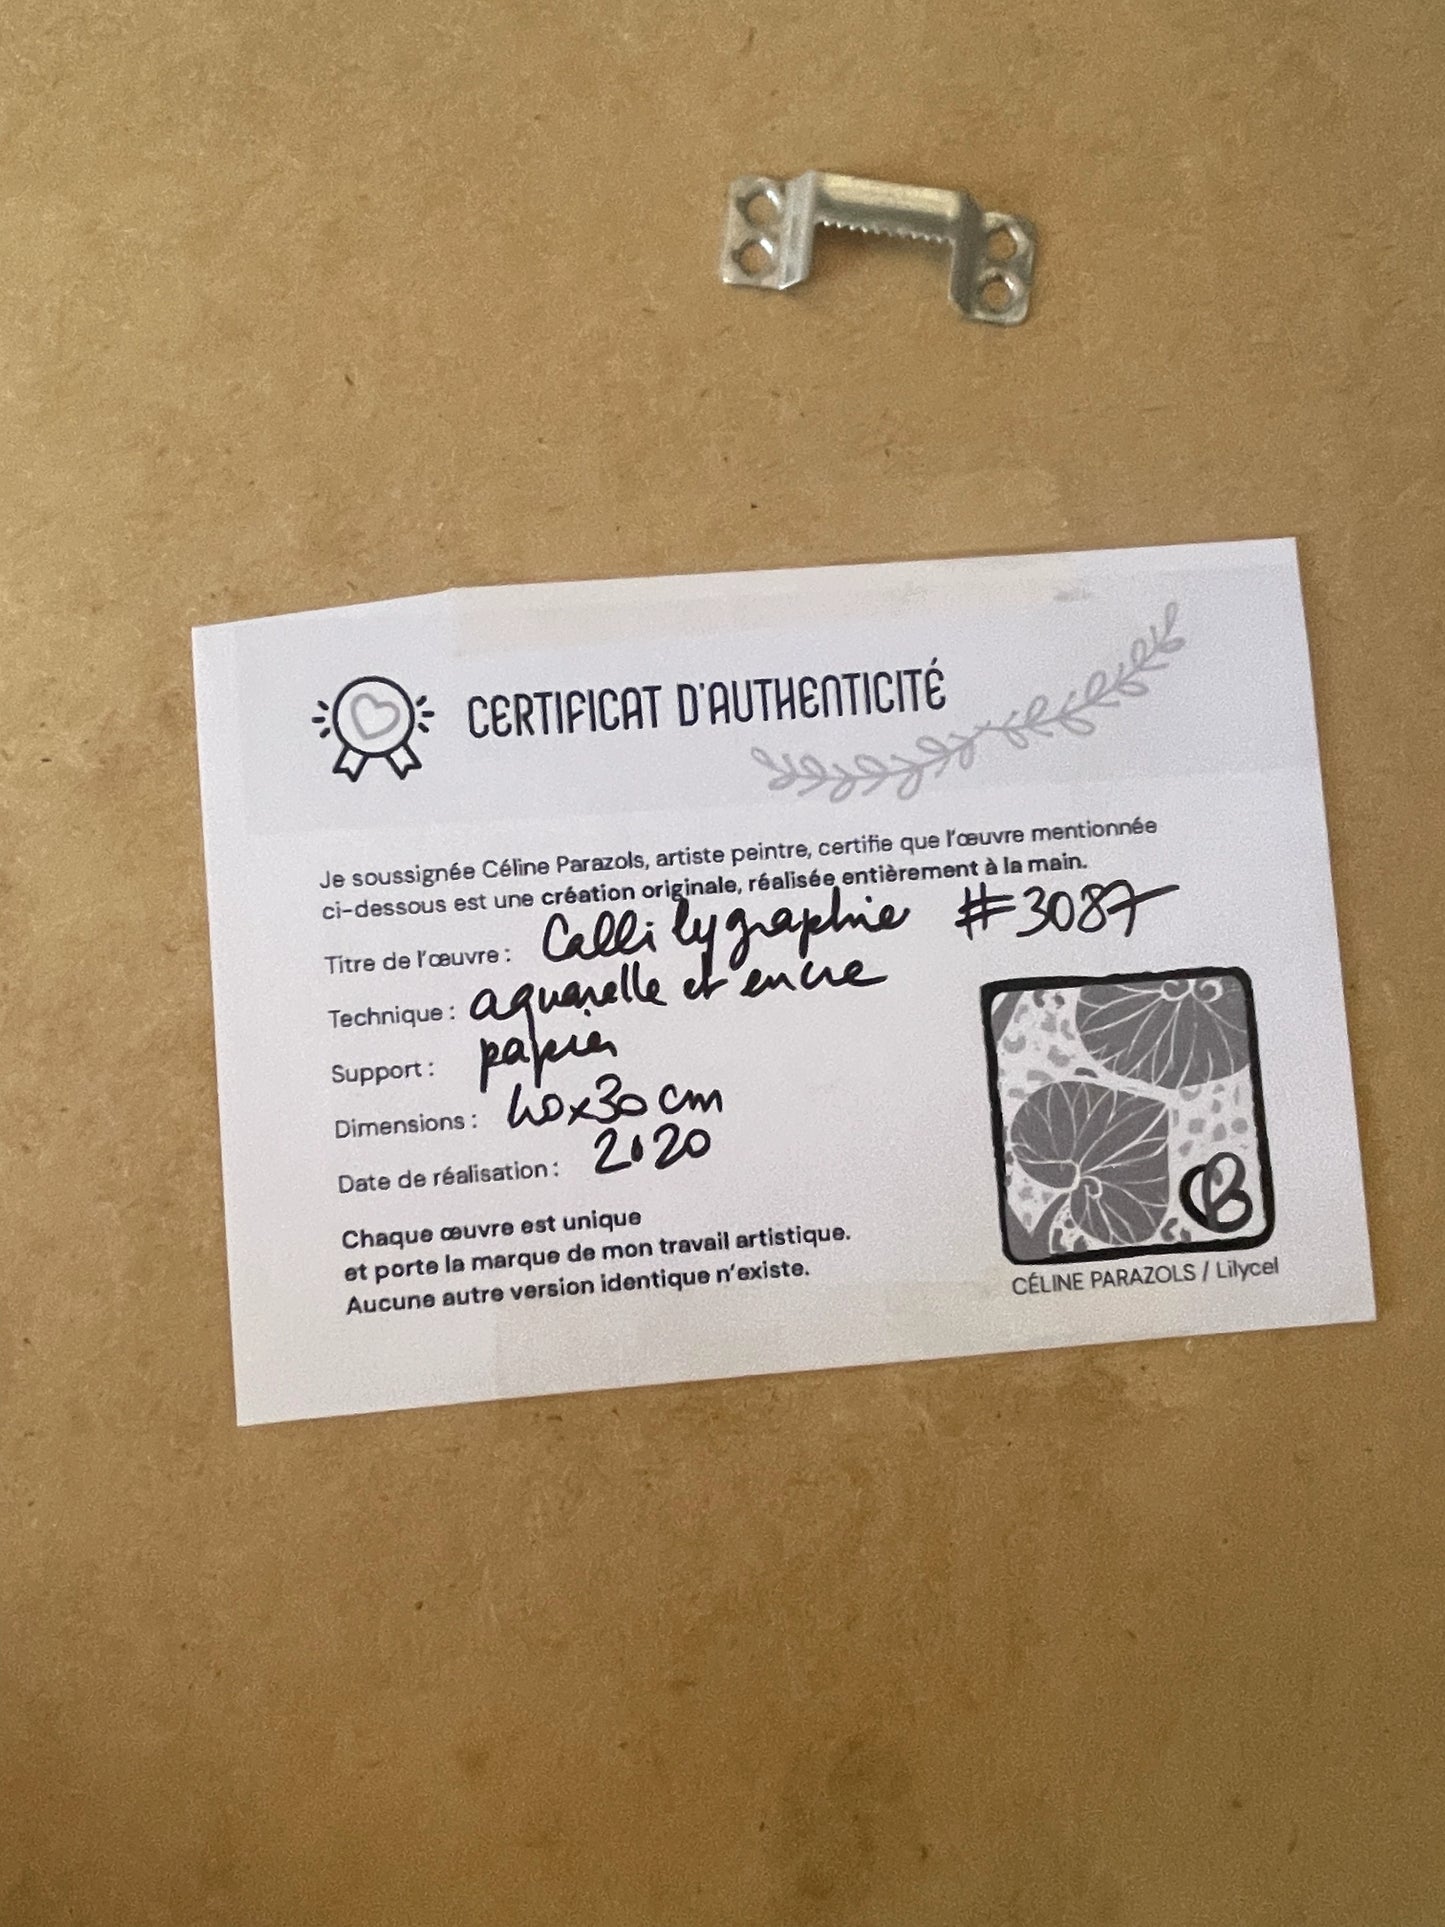 CERTIFICAT D'AUTHENTICITÉ
Je soussignée Céline Parazols, artiste peintre, certifie que l'œuvre mentionnée
ci-dessous est une création originale, réalisée entièrement à la main.
Titre de l'œuvre : Callilygraphie #3087
Technique : aquarelle et encre
Support : papier
Dimensions : 40x30 cm
Date de réalisation : 2020
Chaque œuvre est unique
et porte la marque de mon travail artistique.
Aucune autre version identique n'existe.
CÉLINE PARAZOLS / Lilycel